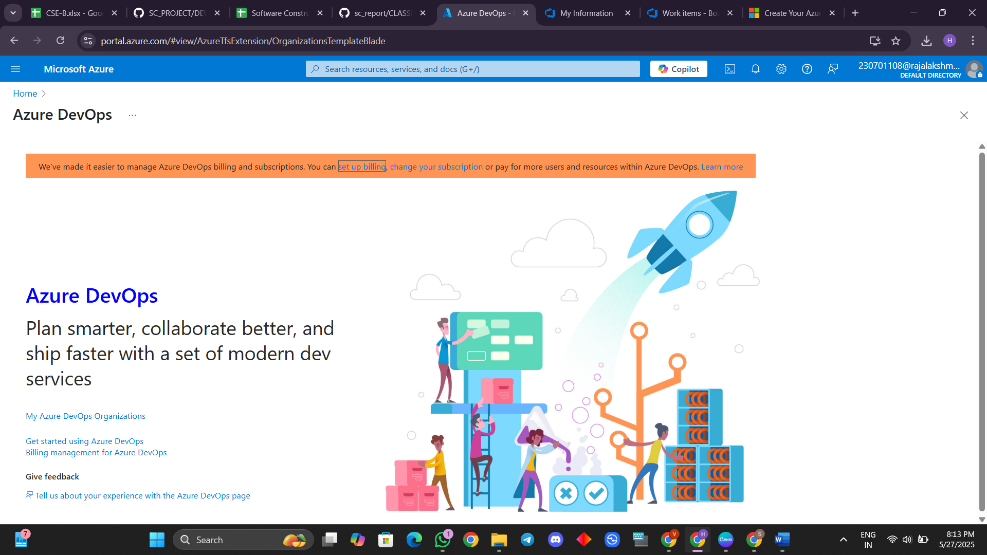 CSE-B.xlsx - Goo
SC_PROJECT/DE
Software Constr
sc_report/CLASS
Azure DevOps -
My Information
Work items - Bo
Create Your Azur
portal.azure.com/#view/AzureTfsExtension/OrganizationsTemplateBlade
H
Microsoft Azure
Search resources, services, and docs (G+/)
Copilot
230701108@rajalakshm...
DEFAULT DIRECTORY
Home
Azure DevOps ...
We've made it easier to manage Azure DevOps billing and subscriptions. You can set up billing, change your subscription or pay for more users and resources within Azure DevOps. Learn more
Azure DevOps
Plan smarter, collaborate better, and
ship faster with a set of modern dev
services
My Azure DevOps Organizations
Get started using Azure DevOps
Billing management for Azure DevOps
Give feedback
Tell us about your experience with the Azure DevOps page
7
Search
ENG
IN
8:13 PM
5/27/2025